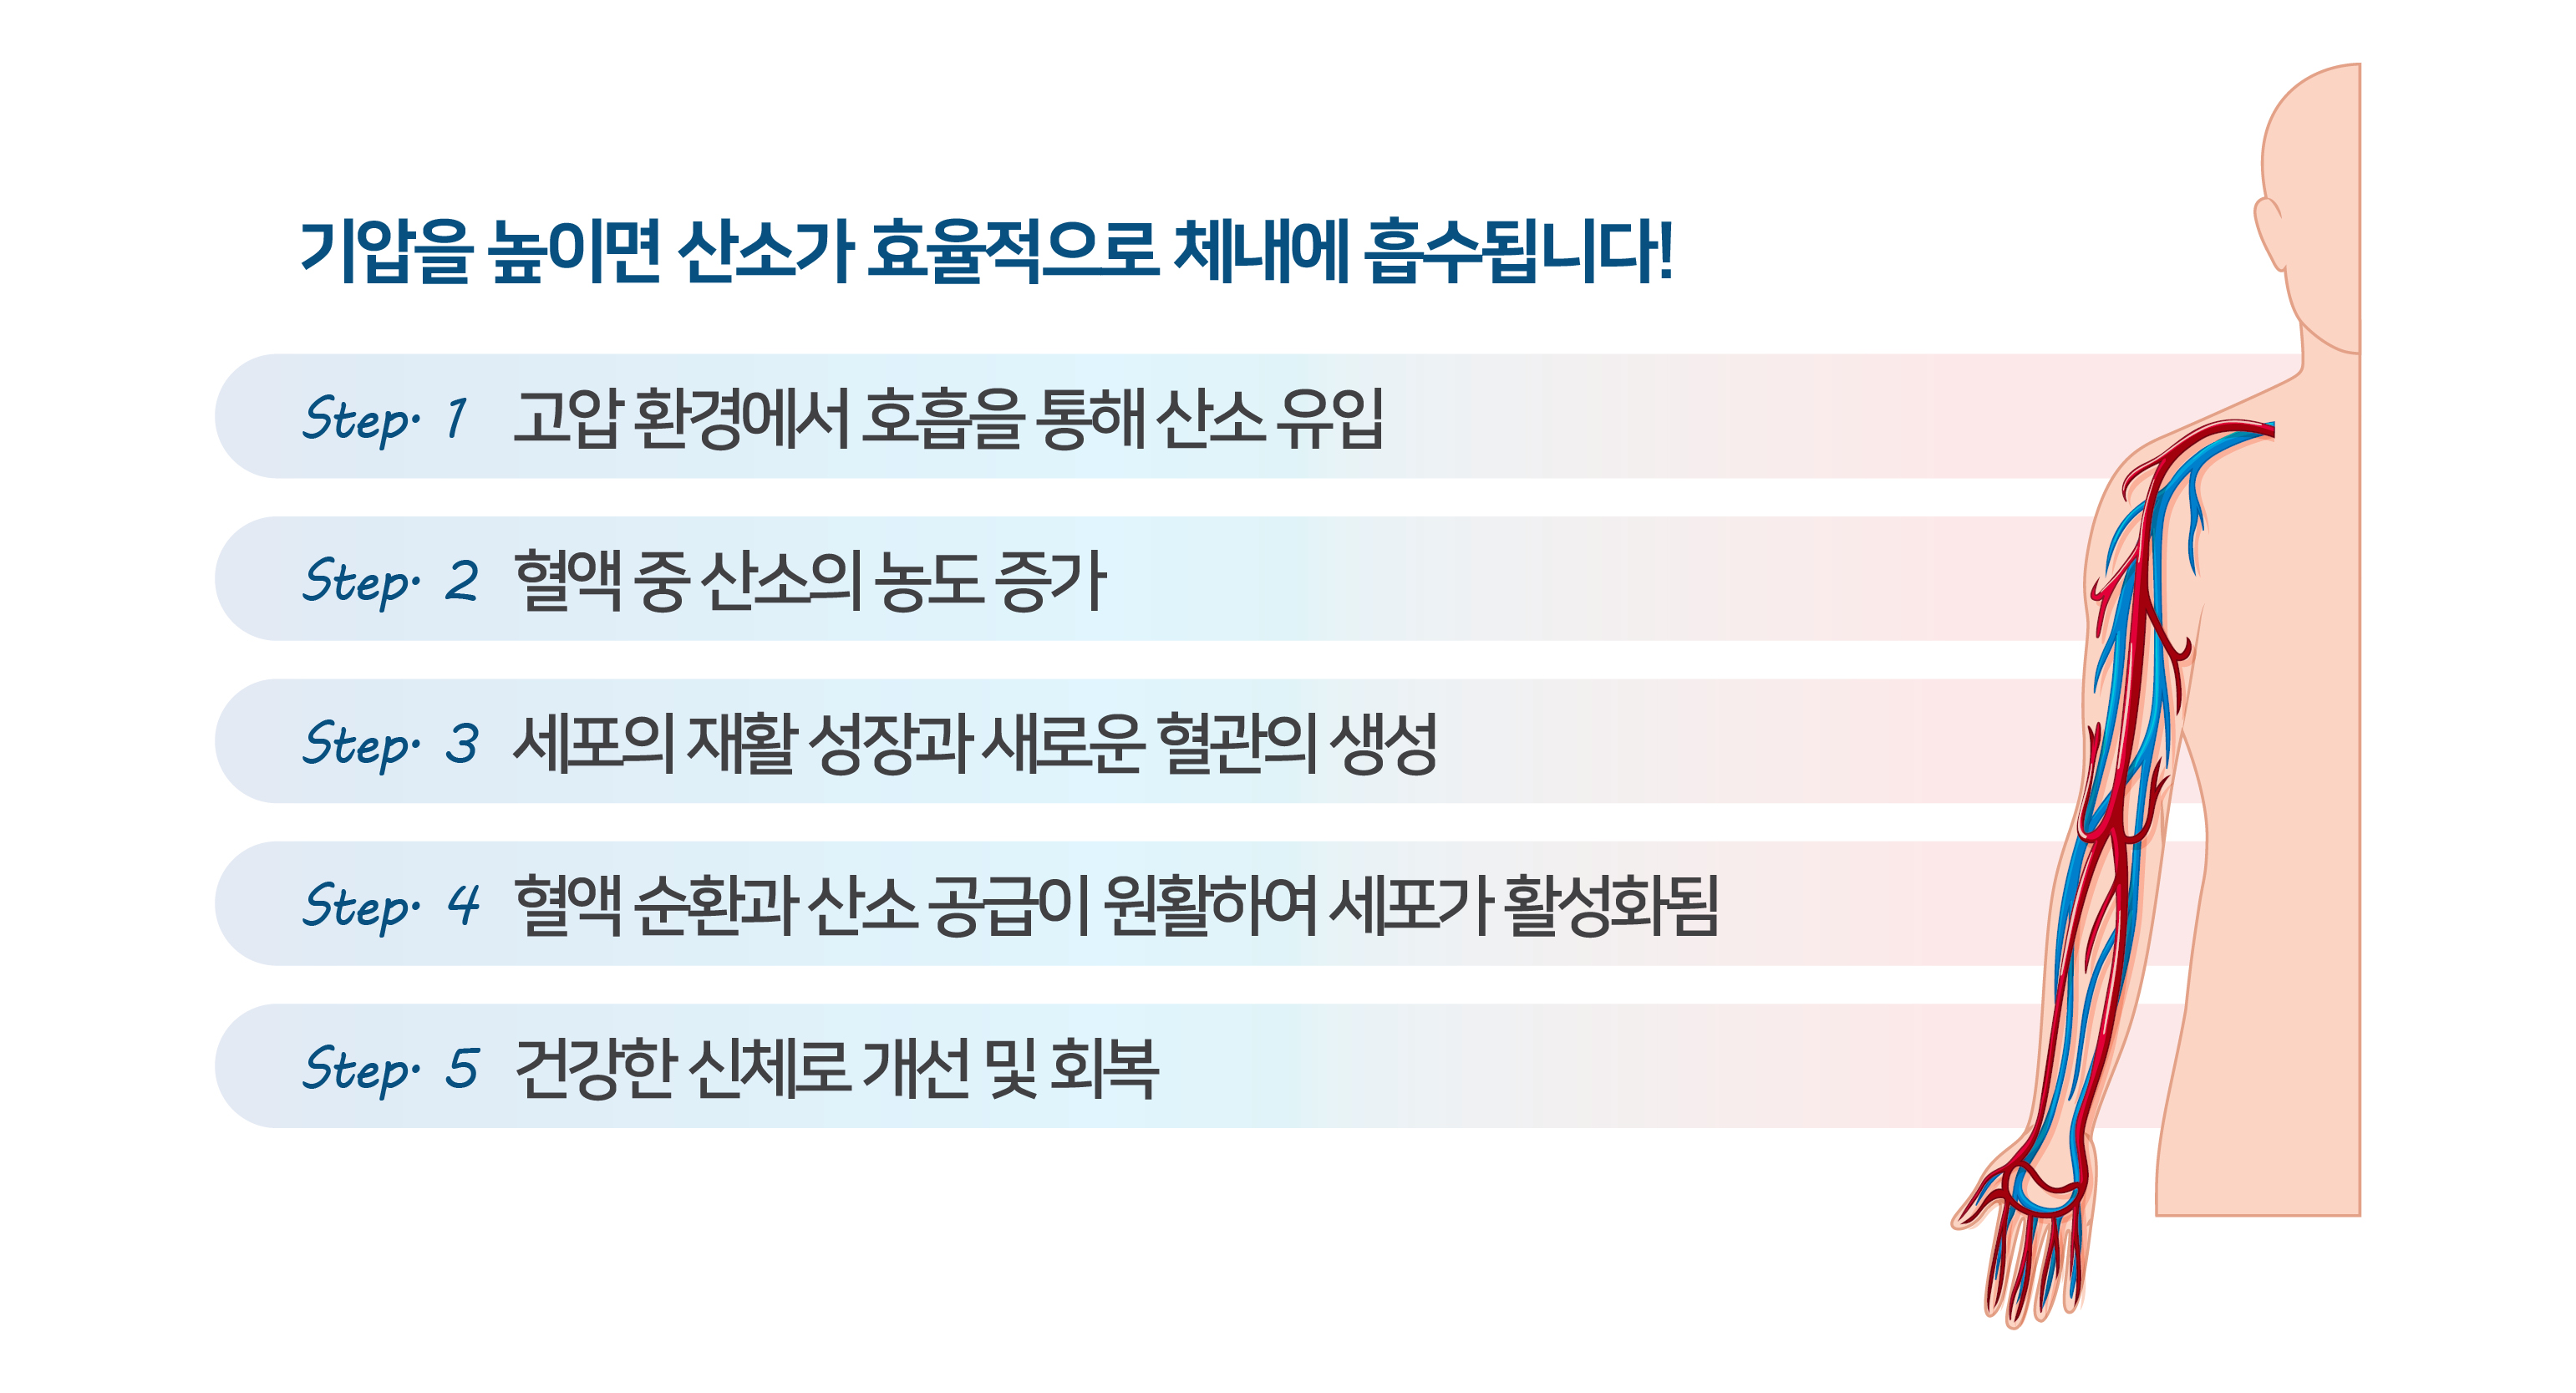 기압을 높이면 산소가 효율적으로 체내에 흡수됩니다!
Step. 1 고압 환경에서 호흡을 통해 산소 유입
Step. 2 혈액 중 산소의 농도 증가
Step. 3 세포의 재활 성장과 새로운 혈관의 생성
Step. 4 혈액 순환과 산소 공급이 원활하여 세포가 활성화됨
Step. 5 건강한 신체로 개선 및 회복